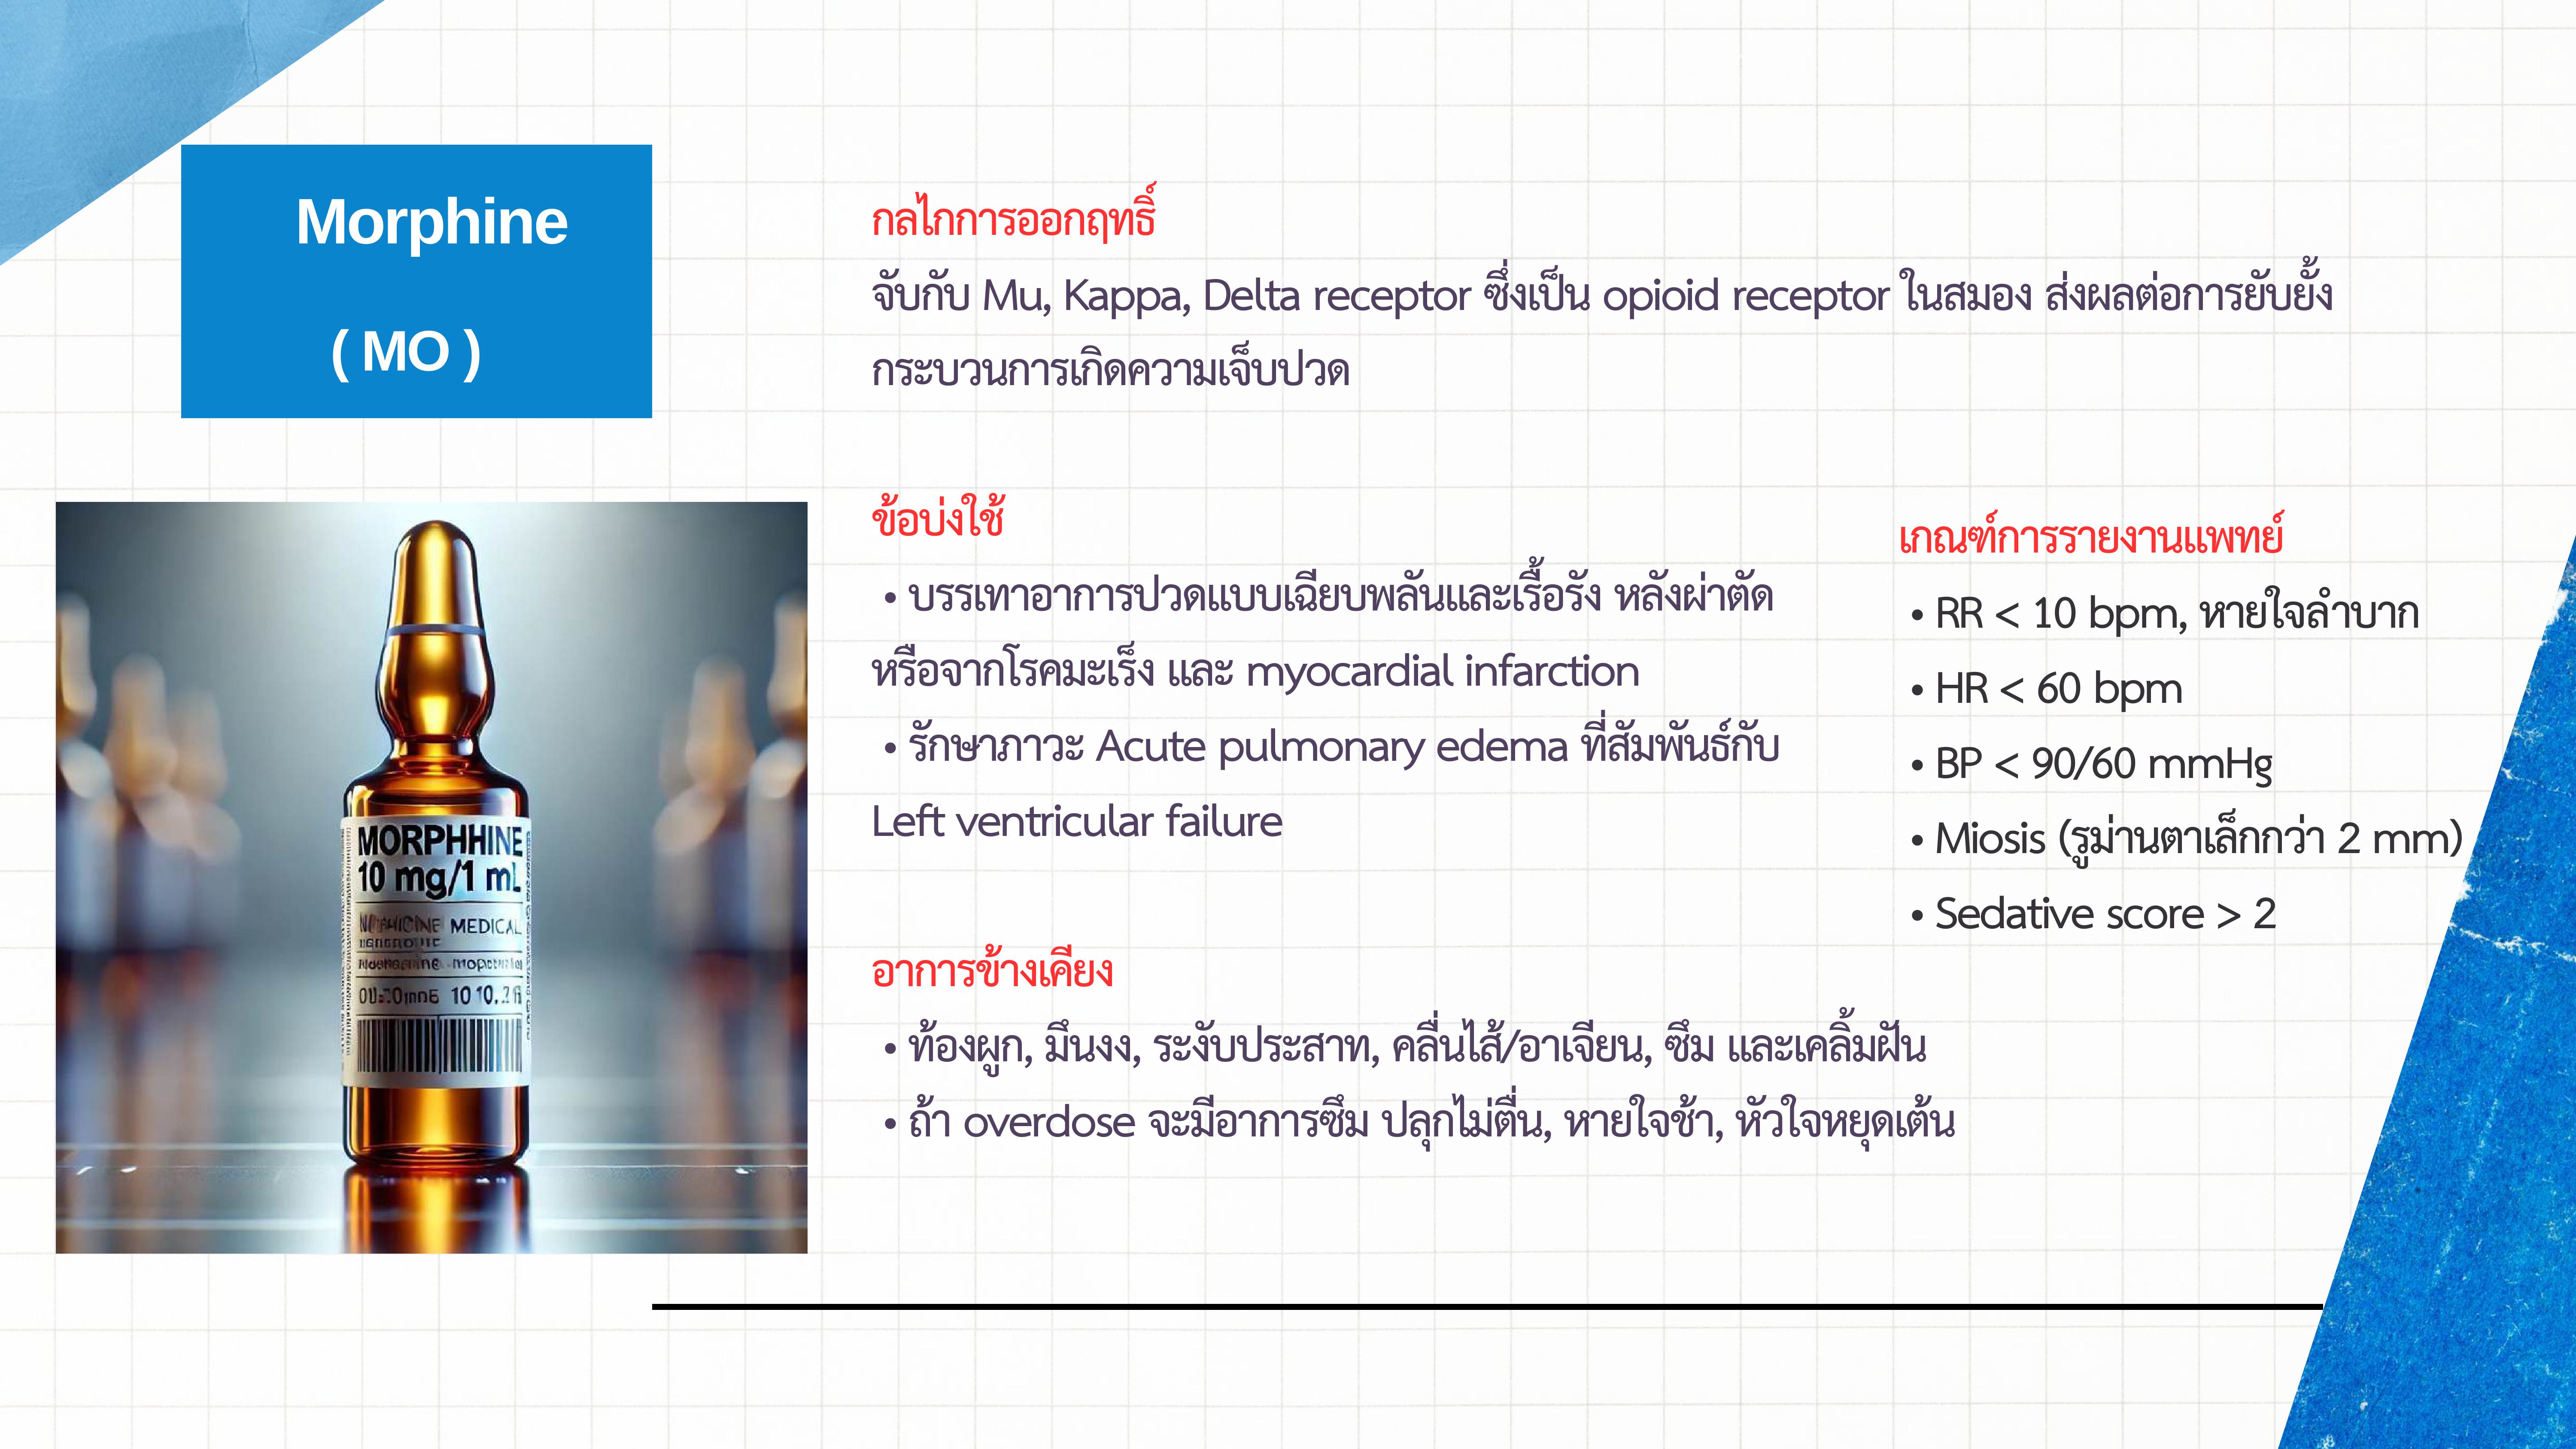 Morphine
( MO )
กลไกการออกฤทธิ์
จับกับ Mu, Kappa, Delta receptor ซึ่งเป็น opioid receptor ในสมอง ส่งผลต่อการยับยั้ง
กระบวนการเกิดความเจ็บปวด
ข้อบ่งใช้
• บรรเทาอาการปวดแบบเฉียบพลันและเรื้อรัง หลังผ่าตัด
หรือจากโรคมะเร็ง และ myocardial infarction
• รักษาภาวะ Acute pulmonary edema ที่สัมพันธ์กับ
Left ventricular failure
อาการข้างเคียง
• ท้องผูก, มึนงง, ระงับประสาท, คลื่นไส้/อาเจียน, ซึม และเคลิ้มฝัน
• ถ้า overdose จะมีอาการซึม ปลุกไม่ตื่น, หายใจช้า, หัวใจหยุดเต้น
เกณฑ์การรายงานแพทย์
• RR < 10 bpm, หายใจลำบาก
• HR < 60 bpm
• BP < 90/60 mmHg
• Miosis (รูม่านตาเล็กกว่า 2 mm)
• Sedative score > 2
MORPHHINE
10 mg/1 mL
MEDICAL
10 10.